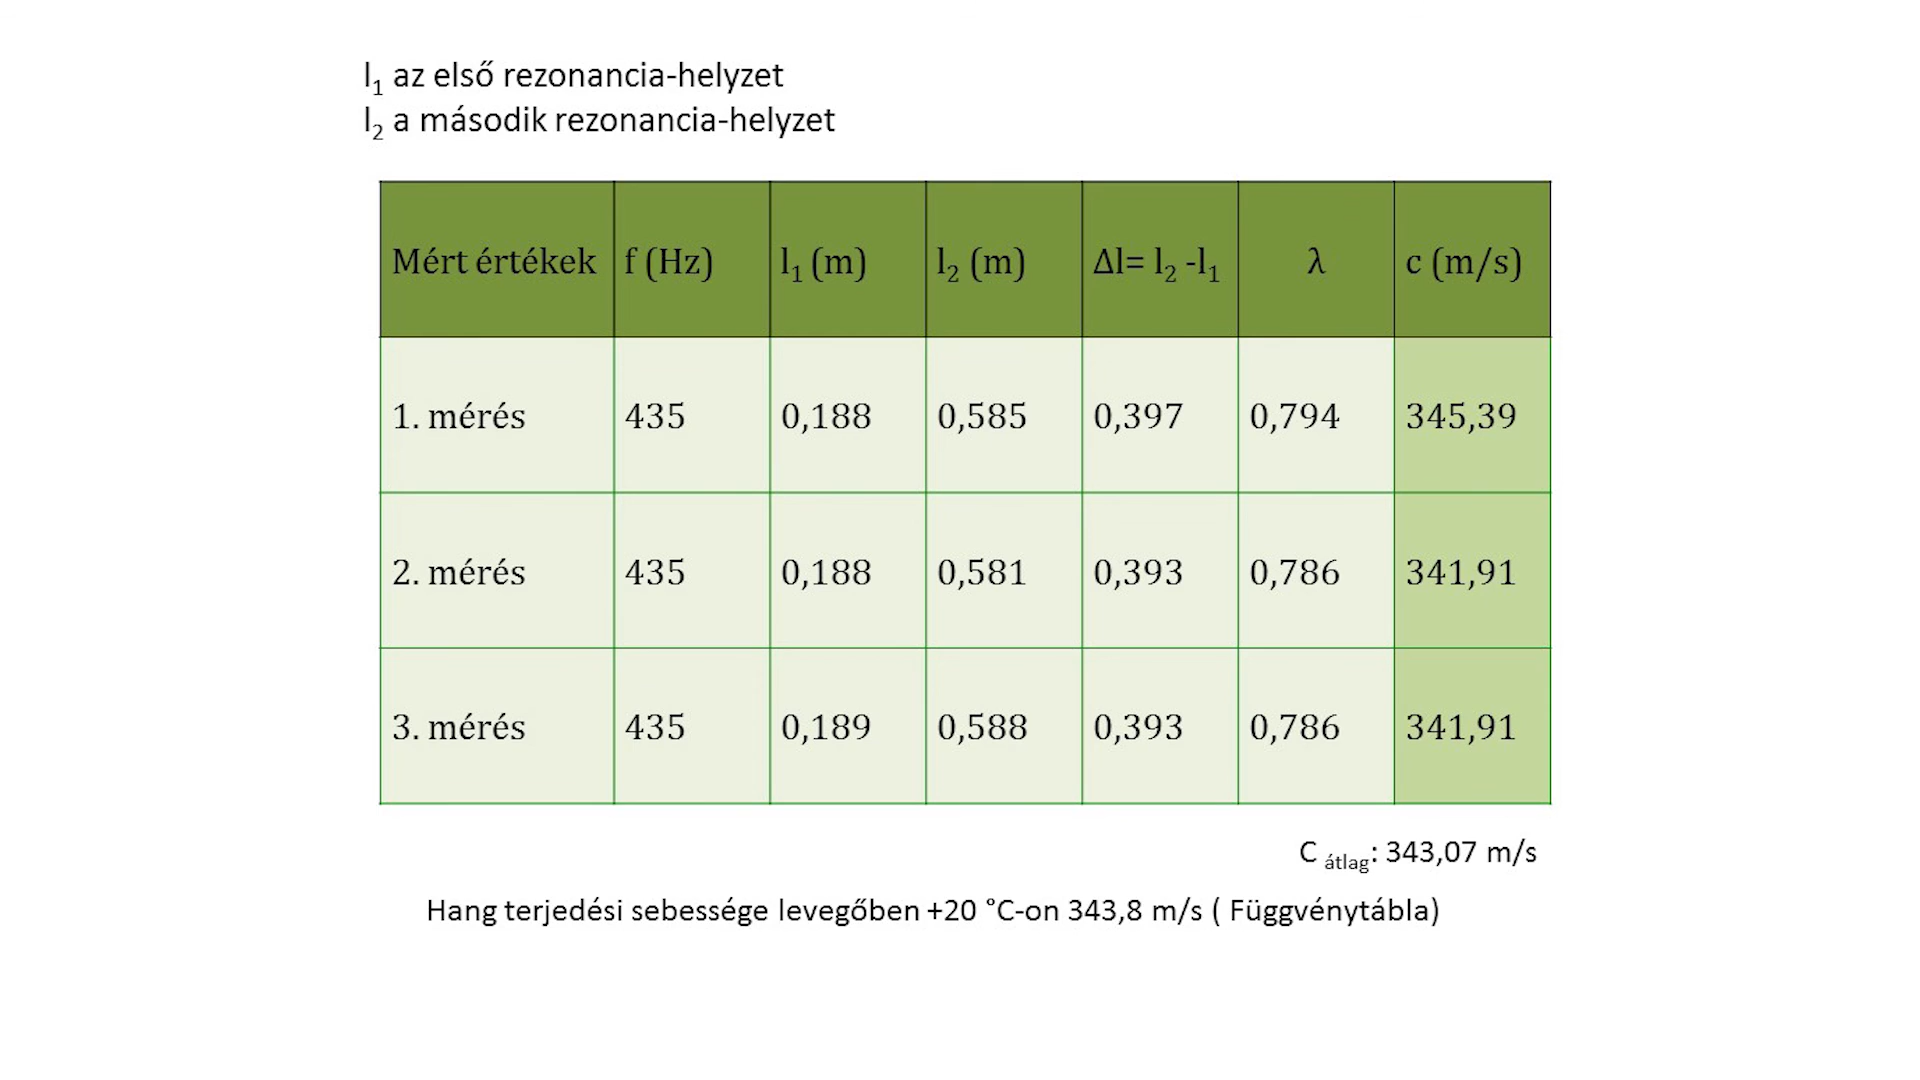 l₁ az első rezonancia-helyzet
l₂ a második rezonancia-helyzet
Mért értékek f (Hz) l₁ (m) l₂ (m) Δl= l₂ -l₁ λ c (m/s)
1. mérés 435 0,188 0,585 0,397 0,794 345,39
2. mérés 435 0,188 0,581 0,393 0,786 341,91
3. mérés 435 0,189 0,588 0,393 0,786 341,91
C átlag: 343,07 m/s
Hang terjedési sebessége levegőben +20 °C-on 343,8 m/s ( Függvénytábla)